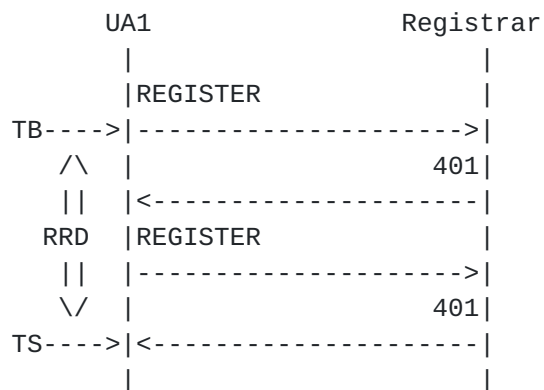 UA1                Registrar
      |                       |
      |REGISTER               |
TB---->|---------------------->|
  /\  |                    401|
  ||  |<----------------------|
 RRD  |REGISTER               |
  ||  |---------------------->|
  \/  |                    401|
TS---->|<----------------------|
      |                       |